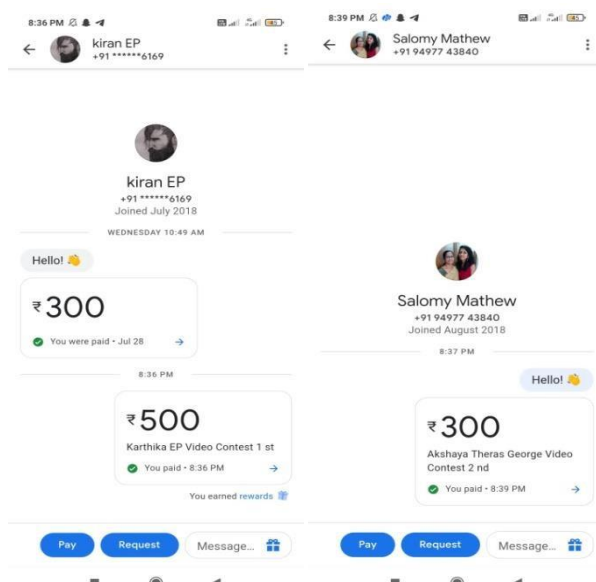 8:36 PM
kiran EP
+91 ******6169
kiran EP
+91 ******6169
Joined July 2018
WEDNESDAY 10:49 AM
Hello! 👋
₹300
You were paid • Jul 28
8:36 PM
₹500
Karthika EP Video Contest 1 st
You paid • 8:36 PM
You earned rewards
Pay
Request
Message...
8:39 PM
Salomy Mathew
+91 94977 43840
Salomy Mathew
+91 94977 43840
Joined August 2018
8:37 PM
Hello! 👋
₹300
Akshaya Theras George Video
Contest 2 nd
You paid • 8:39 PM
Pay
Request
Message...